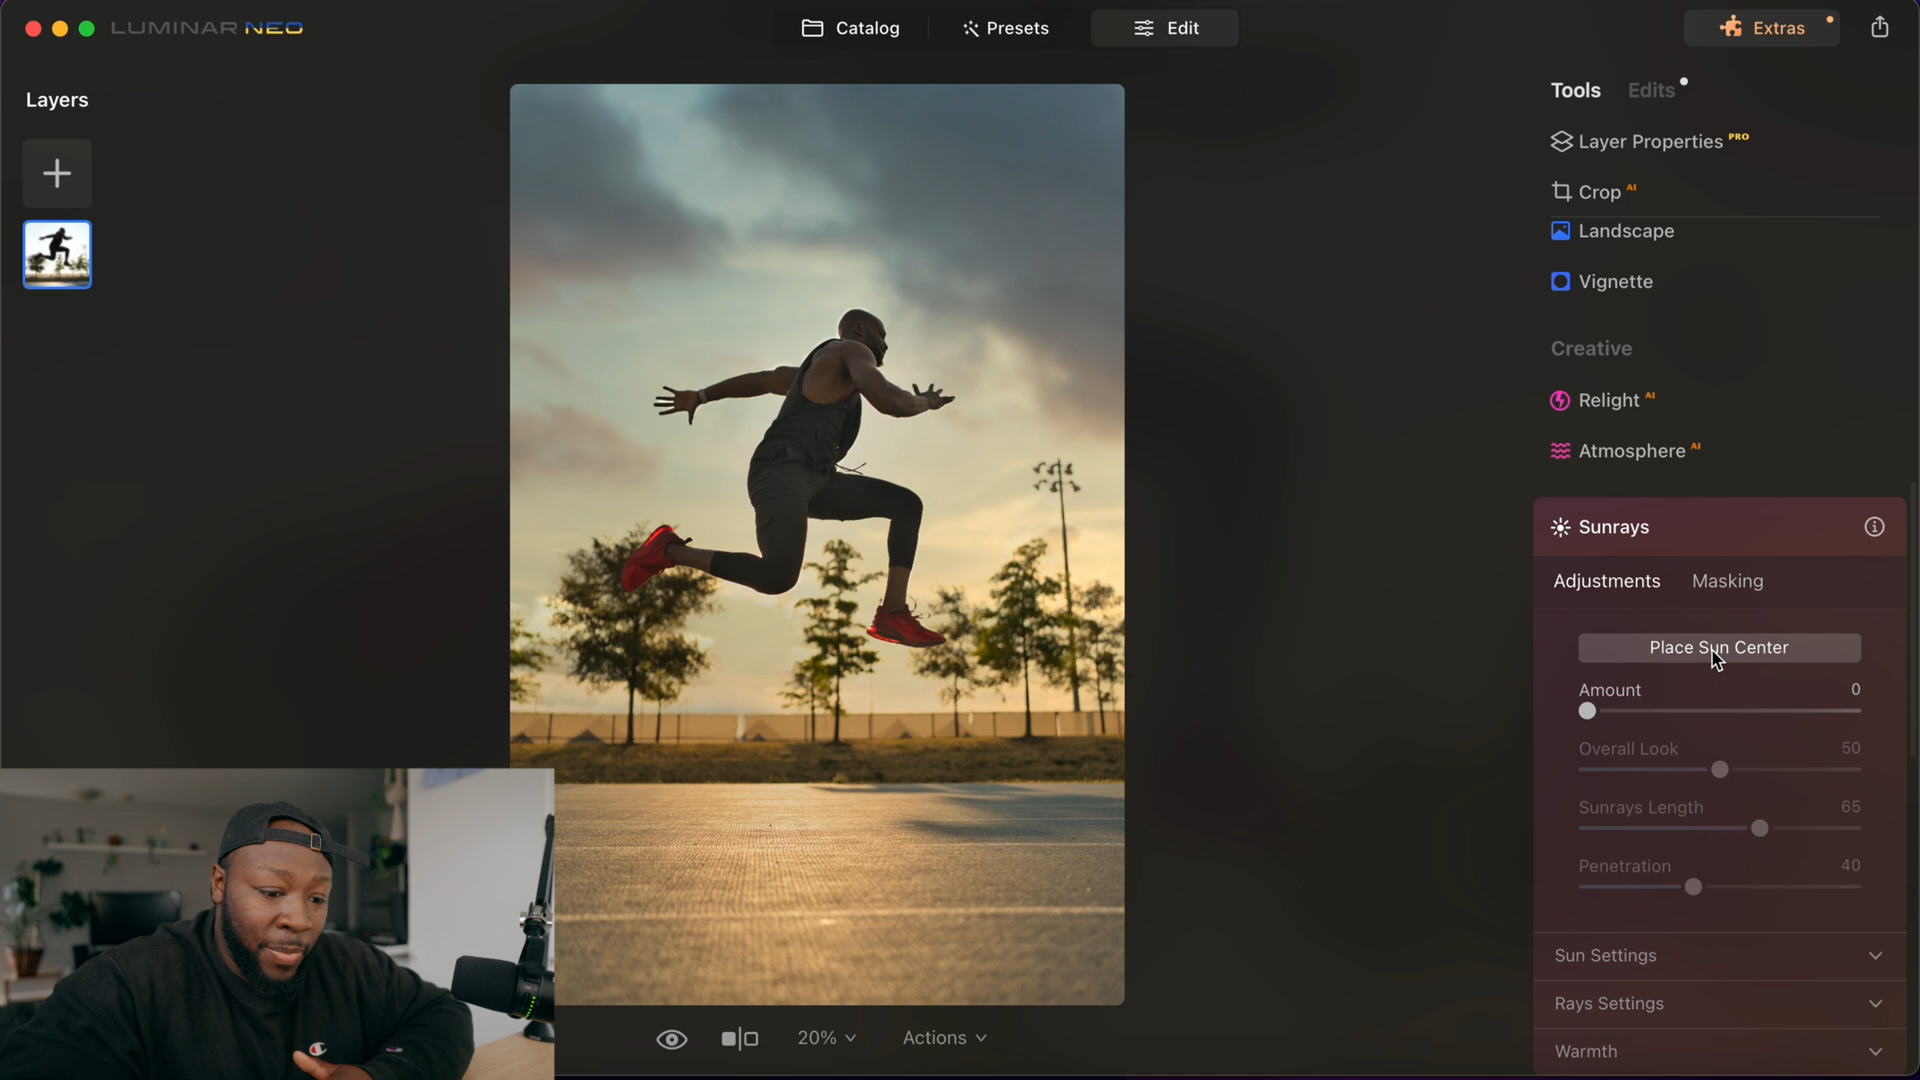 LUMINAR NEO
Catalog
Presets
Edit
Extras
Layers
Tools
Edits
Layer Properties PRO
Crop AI
Landscape
Vignette
Creative
Relight AI
Atmosphere AI
Sunrays
Adjustments
Masking
Place Sun Center
Amount 0
Overall Look 50
Sunrays Length 65
Penetration 40
Sun Settings
Rays Settings
Warmth
20%
Actions